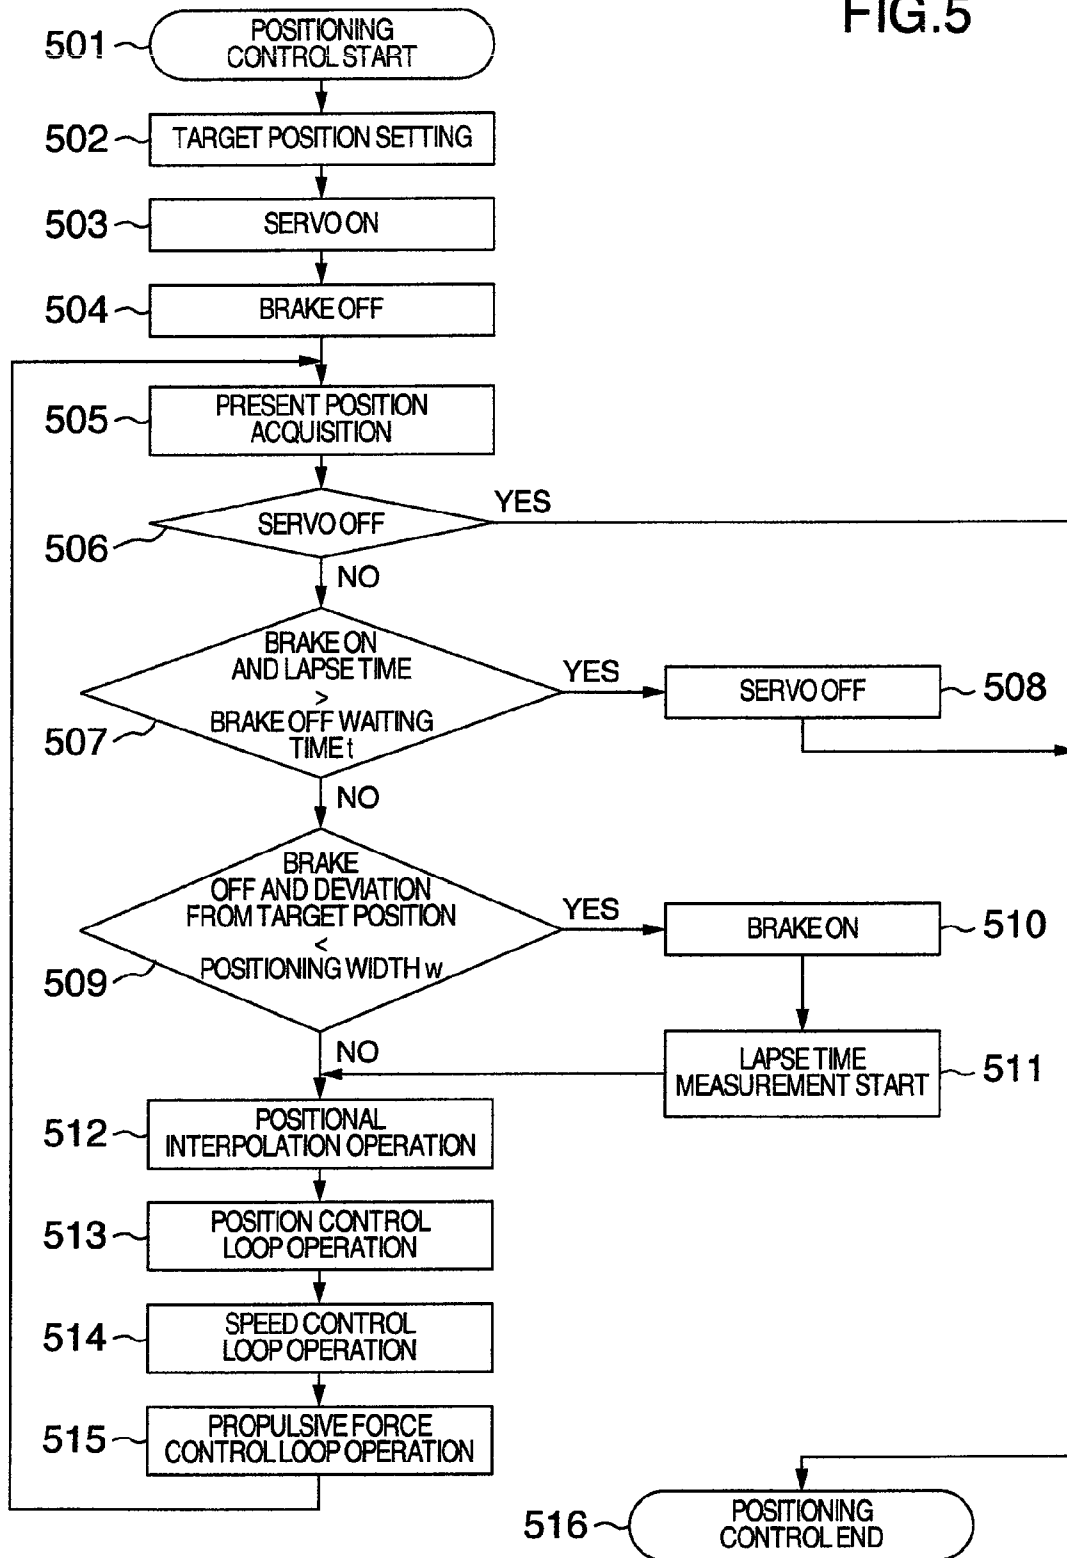 FIG.5
501
POSITIONING
CONTROL START
502
TARGET POSITION SETTING
503
SERVO ON
504
BRAKE OFF
505
PRESENT POSITION
ACQUISITION
506
SERVO OFF
YES
NO
507
BRAKE ON
AND LAPSE TIME
>
BRAKE OFF WAITING
TIME t
YES
SERVO OFF
508
NO
509
BRAKE
OFF AND DEVIATION
FROM TARGET POSITION
<
POSITIONING WIDTH w
YES
BRAKE ON
510
NO
LAPSE TIME
MEASUREMENT START
511
512
POSITIONAL
INTERPOLATION OPERATION
513
POSITION CONTROL
LOOP OPERATION
514
SPEED CONTROL
LOOP OPERATION
515
PROPULSIVE FORCE
CONTROL LOOP OPERATION
516
POSITIONING
CONTROL END